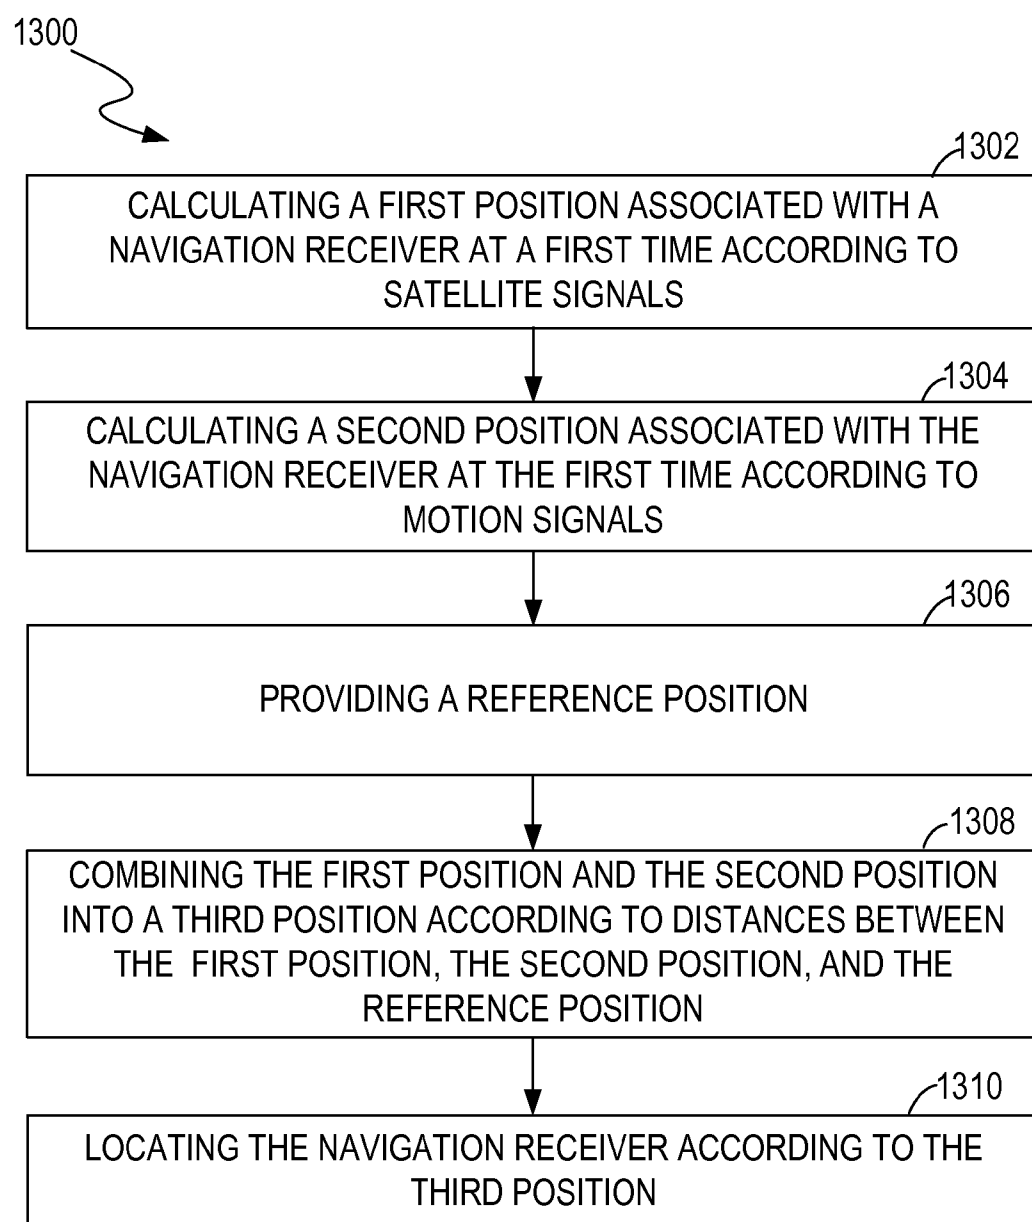 1300
1302
CALCULATING A FIRST POSITION ASSOCIATED WITH A
NAVIGATION RECEIVER AT A FIRST TIME ACCORDING TO
SATELLITE SIGNALS
1304
CALCULATING A SECOND POSITION ASSOCIATED WITH THE
NAVIGATION RECEIVER AT THE FIRST TIME ACCORDING TO
MOTION SIGNALS
1306
PROVIDING A REFERENCE POSITION
1308
COMBINING THE FIRST POSITION AND THE SECOND POSITION
INTO A THIRD POSITION ACCORDING TO DISTANCES BETWEEN
THE FIRST POSITION, THE SECOND POSITION, AND THE
REFERENCE POSITION
1310
LOCATING THE NAVIGATION RECEIVER ACCORDING TO THE
THIRD POSITION